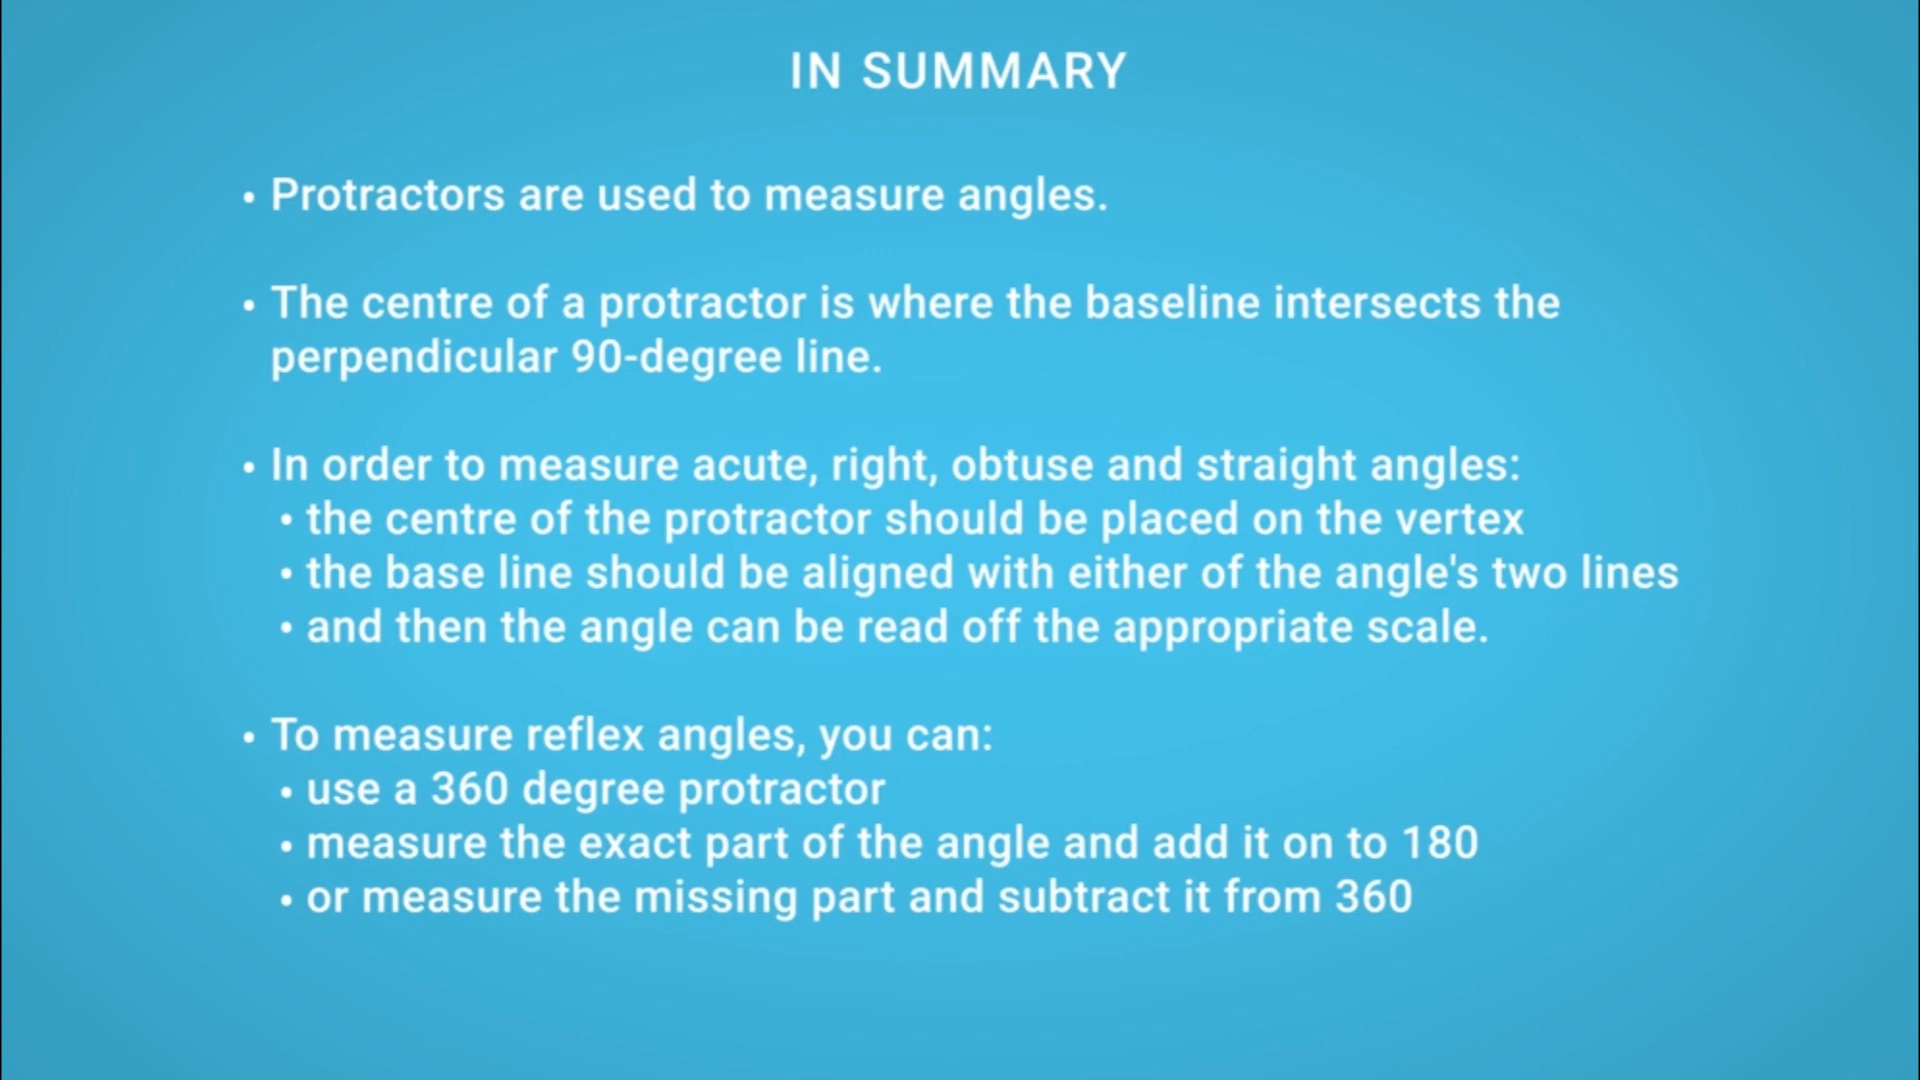 IN SUMMARY
• Protractors are used to measure angles.
• The centre of a protractor is where the baseline intersects the
perpendicular 90-degree line.
• In order to measure acute, right, obtuse and straight angles:
• the centre of the protractor should be placed on the vertex
• the base line should be aligned with either of the angle's two lines
• and then the angle can be read off the appropriate scale.
• To measure reflex angles, you can:
• use a 360 degree protractor
• measure the exact part of the angle and add it on to 180
• or measure the missing part and subtract it from 360